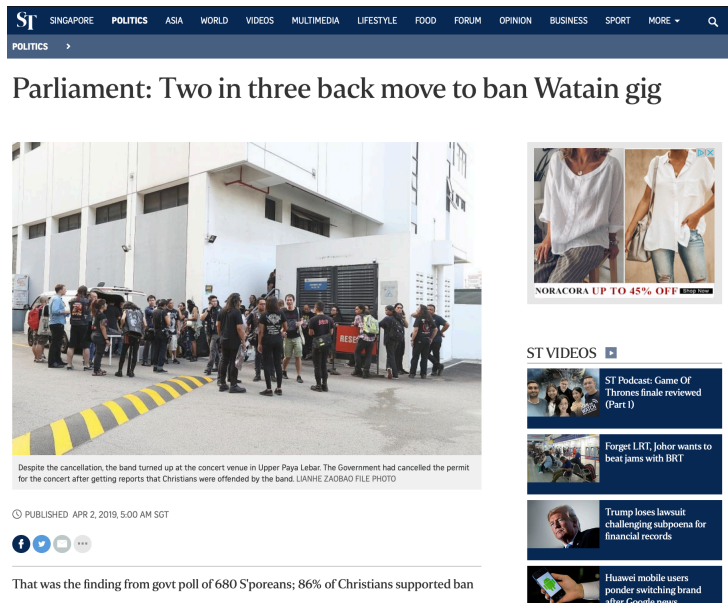 ST SINGAPORE POLITICS ASIA WORLD VIDEOS MULTIMEDIA LIFESTYLE FOOD FORUM OPINION BUSINESS SPORT MORE
POLITICS >
Parliament: Two in three back move to ban Watain gig
RESE
Despite the cancellation, the band turned up at the concert venue in Upper Paya Lebar. The Government had cancelled the permit
for the concert after getting reports that Christians were offended by the band. LIANHE ZAOBAO FILE PHOTO
PUBLISHED APR 2, 2019, 5:00 AM SGT
That was the finding from govt poll of 680 S'poreans; 86% of Christians supported ban
NORACORA UP TO 45% OFF Shop Now
ST VIDEOS
ST Podcast: Game Of
Thrones finale reviewed
(Part 1)
Forget LRT, Johor wants to
beat jams with BRT
Trump loses lawsuit
challenging subpoena for
financial records
Huawei mobile users
ponder switching brand
after Google news